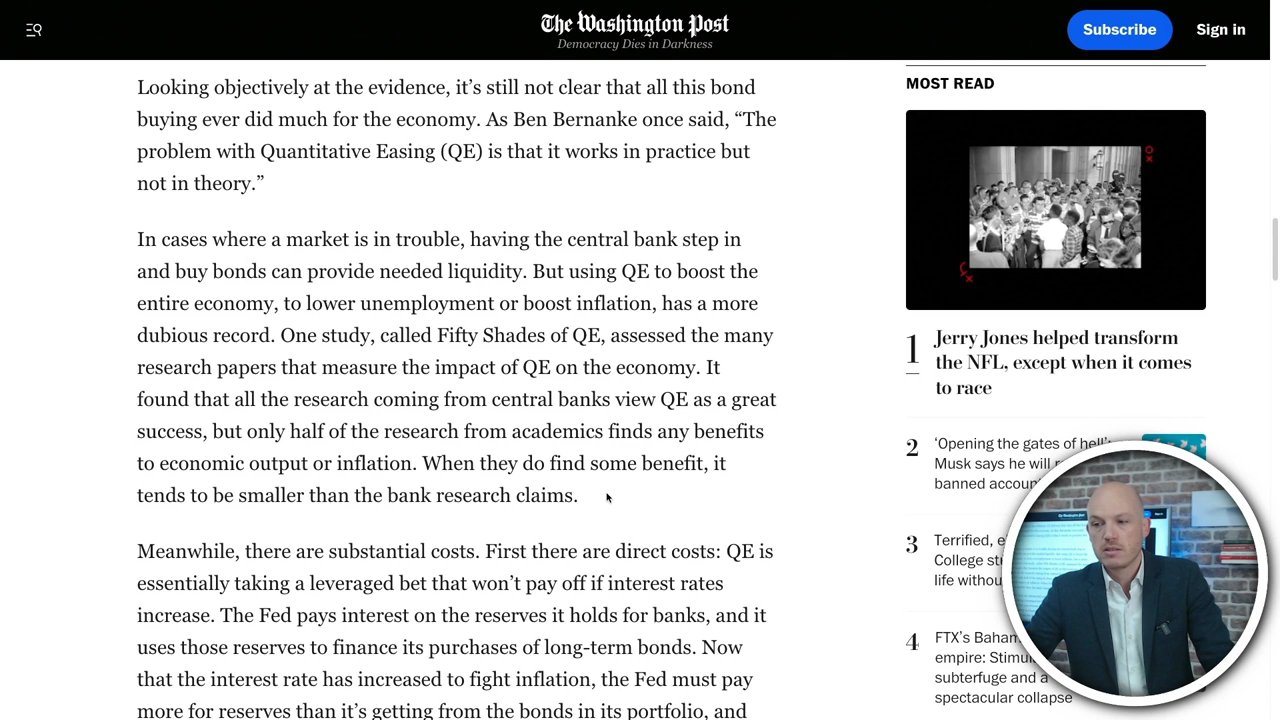 The Washington Post
Democracy Dies in Darkness
Subscribe
Sign in
Looking objectively at the evidence, it’s still not clear that all this bond
buying ever did much for the economy. As Ben Bernanke once said, “The
problem with Quantitative Easing (QE) is that it works in practice but
not in theory.”
In cases where a market is in trouble, having the central bank step in
and buy bonds can provide needed liquidity. But using QE to boost the
entire economy, to lower unemployment or boost inflation, has a more
dubious record. One study, called Fifty Shades of QE, assessed the many
research papers that measure the impact of QE on the economy. It
found that all the research coming from central banks view QE as a great
success, but only half of the research from academics finds any benefits
to economic output or inflation. When they do find some benefit, it
tends to be smaller than the bank research claims.
Meanwhile, there are substantial costs. First there are direct costs: QE is
essentially taking a leveraged bet that won’t pay off if interest rates
increase. The Fed pays interest on the reserves it holds for banks, and it
uses those reserves to finance its purchases of long-term bonds. Now
that the interest rate has increased to fight inflation, the Fed must pay
more for reserves than it’s getting from the bonds in its portfolio, and
MOST READ
1
Jerry Jones helped transform
the NFL, except when it comes
to race
2
‘Opening the gates of hell’:
Musk says he will
banned
3
Terrified,
College
life
4
FTX’s
empire:
subterfuge and a
spectacular collapse